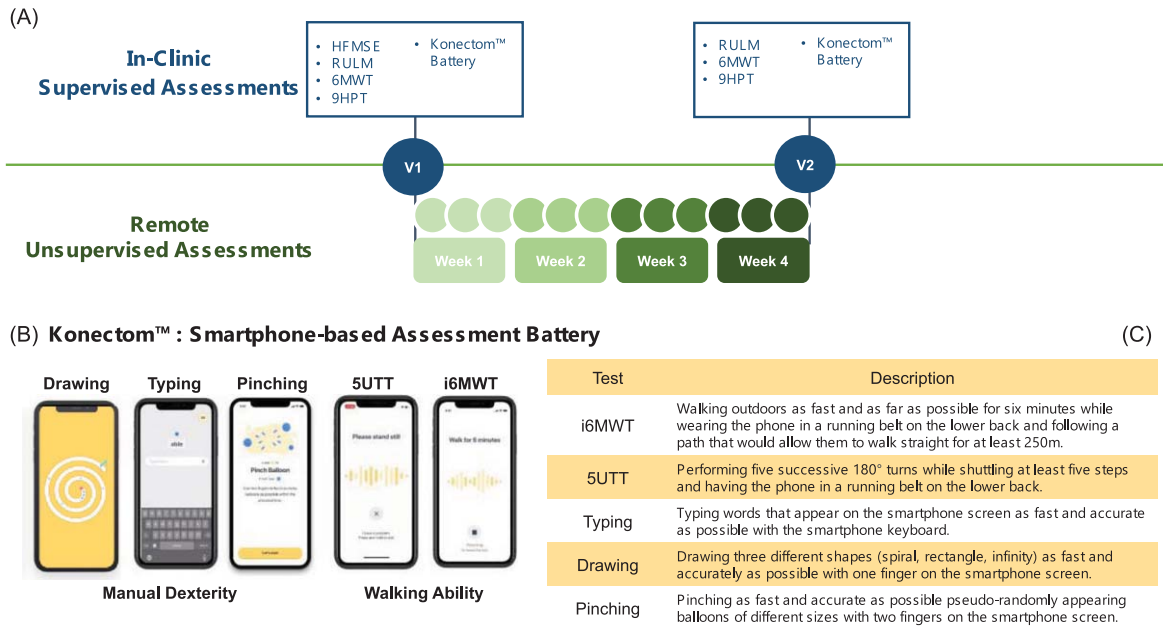 (A)
In-Clinic
Supervised Assessments
• HFMSE
• RULM
• 6MWT
• 9HPT
• Konectom™
Battery
• RULM
• 6MWT
• 9HPT
• Konectom™
Battery
V1
V2
Remote
Unsupervised Assessments
Week 1
Week 2
Week 3
Week 4
(B) Konectom™ : Smartphone-based Assessment Battery
(C)
Drawing
Typing
Pinching
5UTT
i6MWT
able
Pinch Balloon
Please stand still
Walk for 6 minutes
Manual Dexterity
Walking Ability
Test
Description
i6MWT
Walking outdoors as fast and as far as possible for six minutes while
wearing the phone in a running belt on the lower back and following a
path that would allow them to walk straight for at least 250m.
5UTT
Performing five successive 180° turns while shuttling at least five steps
and having the phone in a running belt on the lower back.
Typing
Typing words that appear on the smartphone screen as fast and accurate
as possible with the smartphone keyboard.
Drawing
Drawing three different shapes (spiral, rectangle, infinity) as fast and
accurately as possible with one finger on the smartphone screen.
Pinching
Pinching as fast and accurate as possible pseudo-randomly appearing
balloons of different sizes with two fingers on the smartphone screen.